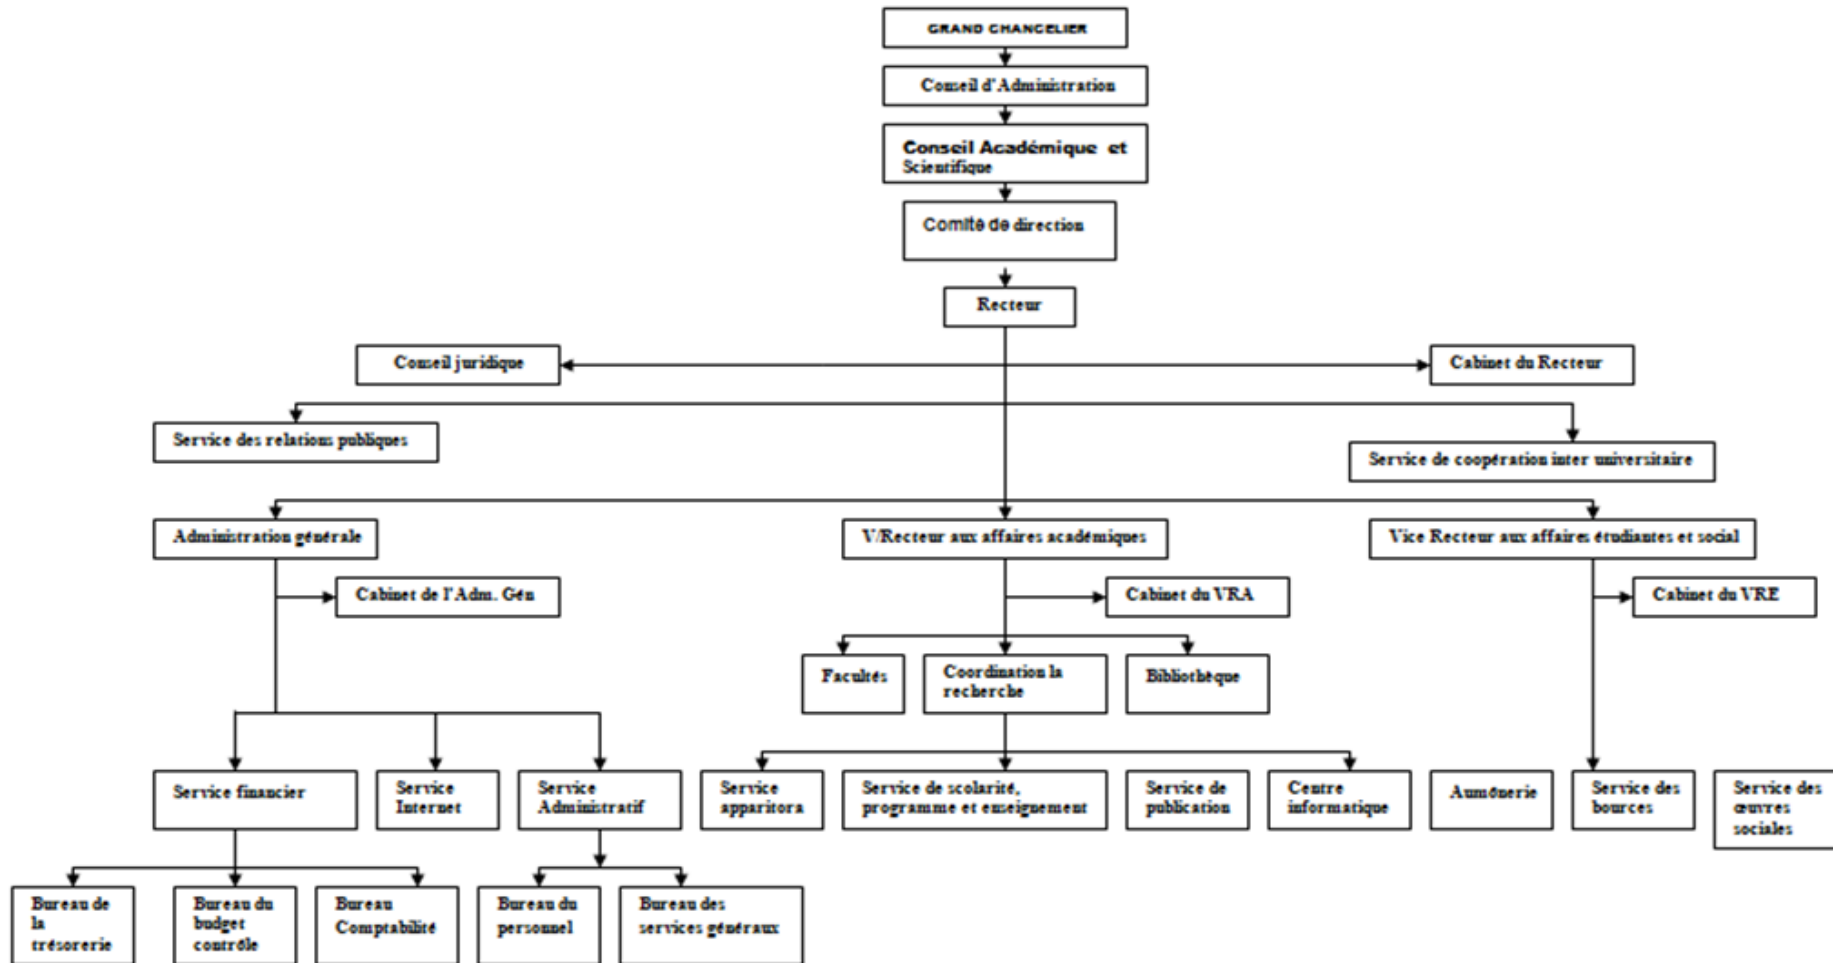 GRAND CHANCELIER
Conseil d'Administration
Conseil Académique et
Scientifique
Comité de direction
Recteur
Conseil juridique
Cabinet du Recteur
Service des relations publiques
Service de coopération inter universitaire
Administration générale
V/Recteur aux affaires académiques
Vice Recteur aux affaires étudiantes et social
Cabinet de l'Adm. Gén
Cabinet du VRA
Cabinet du VRE
Facultés
Coordination la
recherche
Bibliothèque
Service financier
Service
Internet
Service
Administratif
Service
apparitora
Service de scolarité,
programme et enseignement
Service de
publication
Centre
informatique
Aumônerie
Service des
bources
Service des
œuvres
sociales
Bureau de
la
trésorerie
Bureau du
budget
contrôle
Bureau
Comptabilité
Bureau du
personnel
Bureau des
services généraux